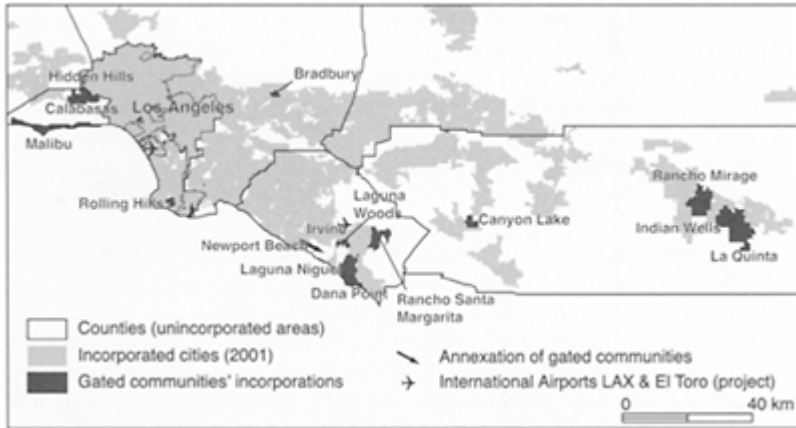 Bradbury
Hidden Hills
Calabasas
Los Angeles
Malibu
Rancho Mirage
Laguna
Woods
Rolling Hills
Canyon Lake
Irvine
Indian Wells
Newport Beach
La Quinta
Laguna Niguel
Dana Point
Rancho Santa
Margarita
Counties (unincorporated areas)
Incorporated cities (2001)
Annexation of gated communities
Gated communities' incorporations
International Airports LAX & El Toro (project)
0 40 km